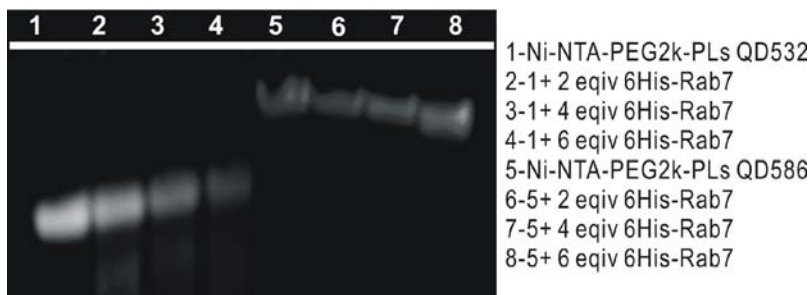 1 2 3 4 5 6 7 8
1-Ni-NTA-PEG2k-PLs QD532
2-1+ 2 eqiv 6His-Rab7
3-1+ 4 eqiv 6His-Rab7
4-1+ 6 eqiv 6His-Rab7
5-Ni-NTA-PEG2k-PLs QD586
6-5+ 2 eqiv 6His-Rab7
7-5+ 4 eqiv 6His-Rab7
8-5+ 6 eqiv 6His-Rab7